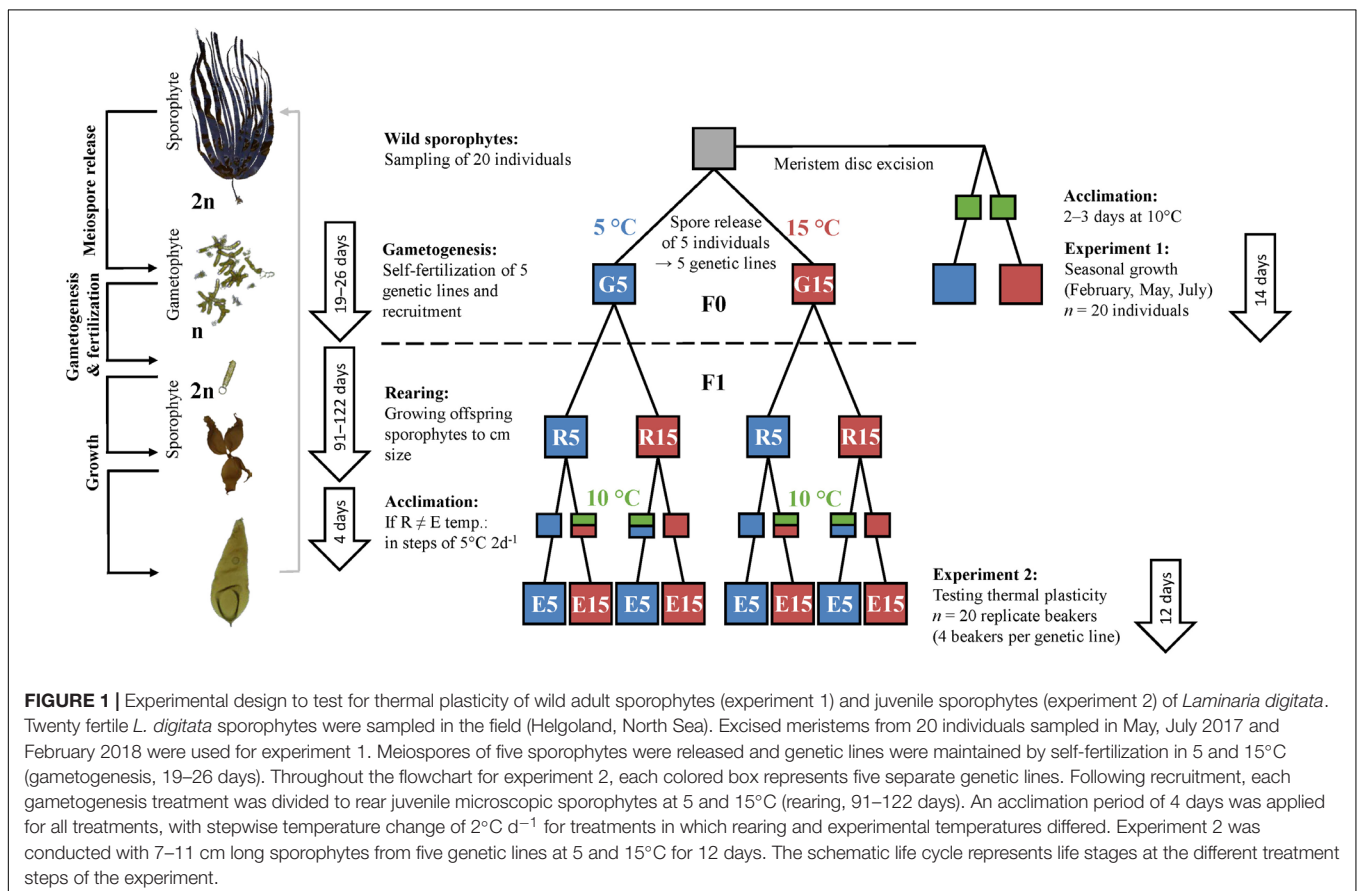 Sporophyte
Meiospore release
2n
Gametophyte
n
Gametogenesis
& fertilization
2n
Sporophyte
Growth
19–26 days
91–122 days
4 days
Wild sporophytes:
Sampling of 20 individuals
Gametogenesis:
Self-fertilization of 5
genetic lines and
recruitment
Rearing:
Growing offspring
sporophytes to cm
size
Acclimation:
If R ≠ E temp.:
in steps of 5°C 2d-1
Meristem disc excision
5 °C
Spore release
of 5 individuals
→ 5 genetic lines
15 °C
G5
F0
G15
F1
R5
R15
R5
R15
10 °C
10 °C
E5
E15
E5
E15
E5
E15
E5
E15
Acclimation:
2–3 days at 10°C
Experiment 1:
Seasonal growth
(February, May, July)
n = 20 individuals
14 days
Experiment 2:
Testing thermal plasticity
n = 20 replicate beakers
(4 beakers per genetic line)
12 days
FIGURE 1 | Experimental design to test for thermal plasticity of wild adult sporophytes (experiment 1) and juvenile sporophytes (experiment 2) of Laminaria digitata.
Twenty fertile L. digitata sporophytes were sampled in the field (Helgoland, North Sea). Excised meristems from 20 individuals sampled in May, July 2017 and
February 2018 were used for experiment 1. Meiospores of five sporophytes were released and genetic lines were maintained by self-fertilization in 5 and 15°C
(gametogenesis, 19–26 days). Throughout the flowchart for experiment 2, each colored box represents five separate genetic lines. Following recruitment, each
gametogenesis treatment was divided to rear juvenile microscopic sporophytes at 5 and 15°C (rearing, 91–122 days). An acclimation period of 4 days was applied
for all treatments, with stepwise temperature change of 2°C d−1 for treatments in which rearing and experimental temperatures differed. Experiment 2 was
conducted with 7–11 cm long sporophytes from five genetic lines at 5 and 15°C for 12 days. The schematic life cycle represents life stages at the different treatment
steps of the experiment.